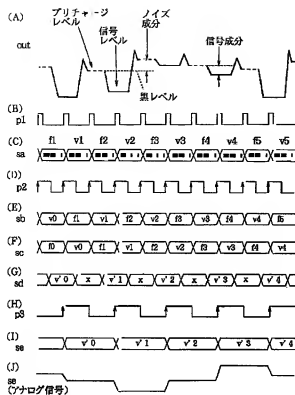 (A)
out
プリチャージレベル
信号
レベル
ノイズ
成分
信号成分
黒レベル
(B)
p1
(C) f1 v1 f2 v2 f3 v3 f4 v4 f5 v5
sa
(D)
p2
(E)
sb v0 f1 v1 f2 v2 f3 v3 f4 v4 f5
(F)
sc f0 v0 f1 v1 f2 v2 f3 v3 f4 v4
(G)
sd v'0 x v'1 x v'2 x v'3 x v'4
(H)
p3
(I)
se v'0 v'1 v'2 v'3 v'4
(J)
se
(アナログ信号)